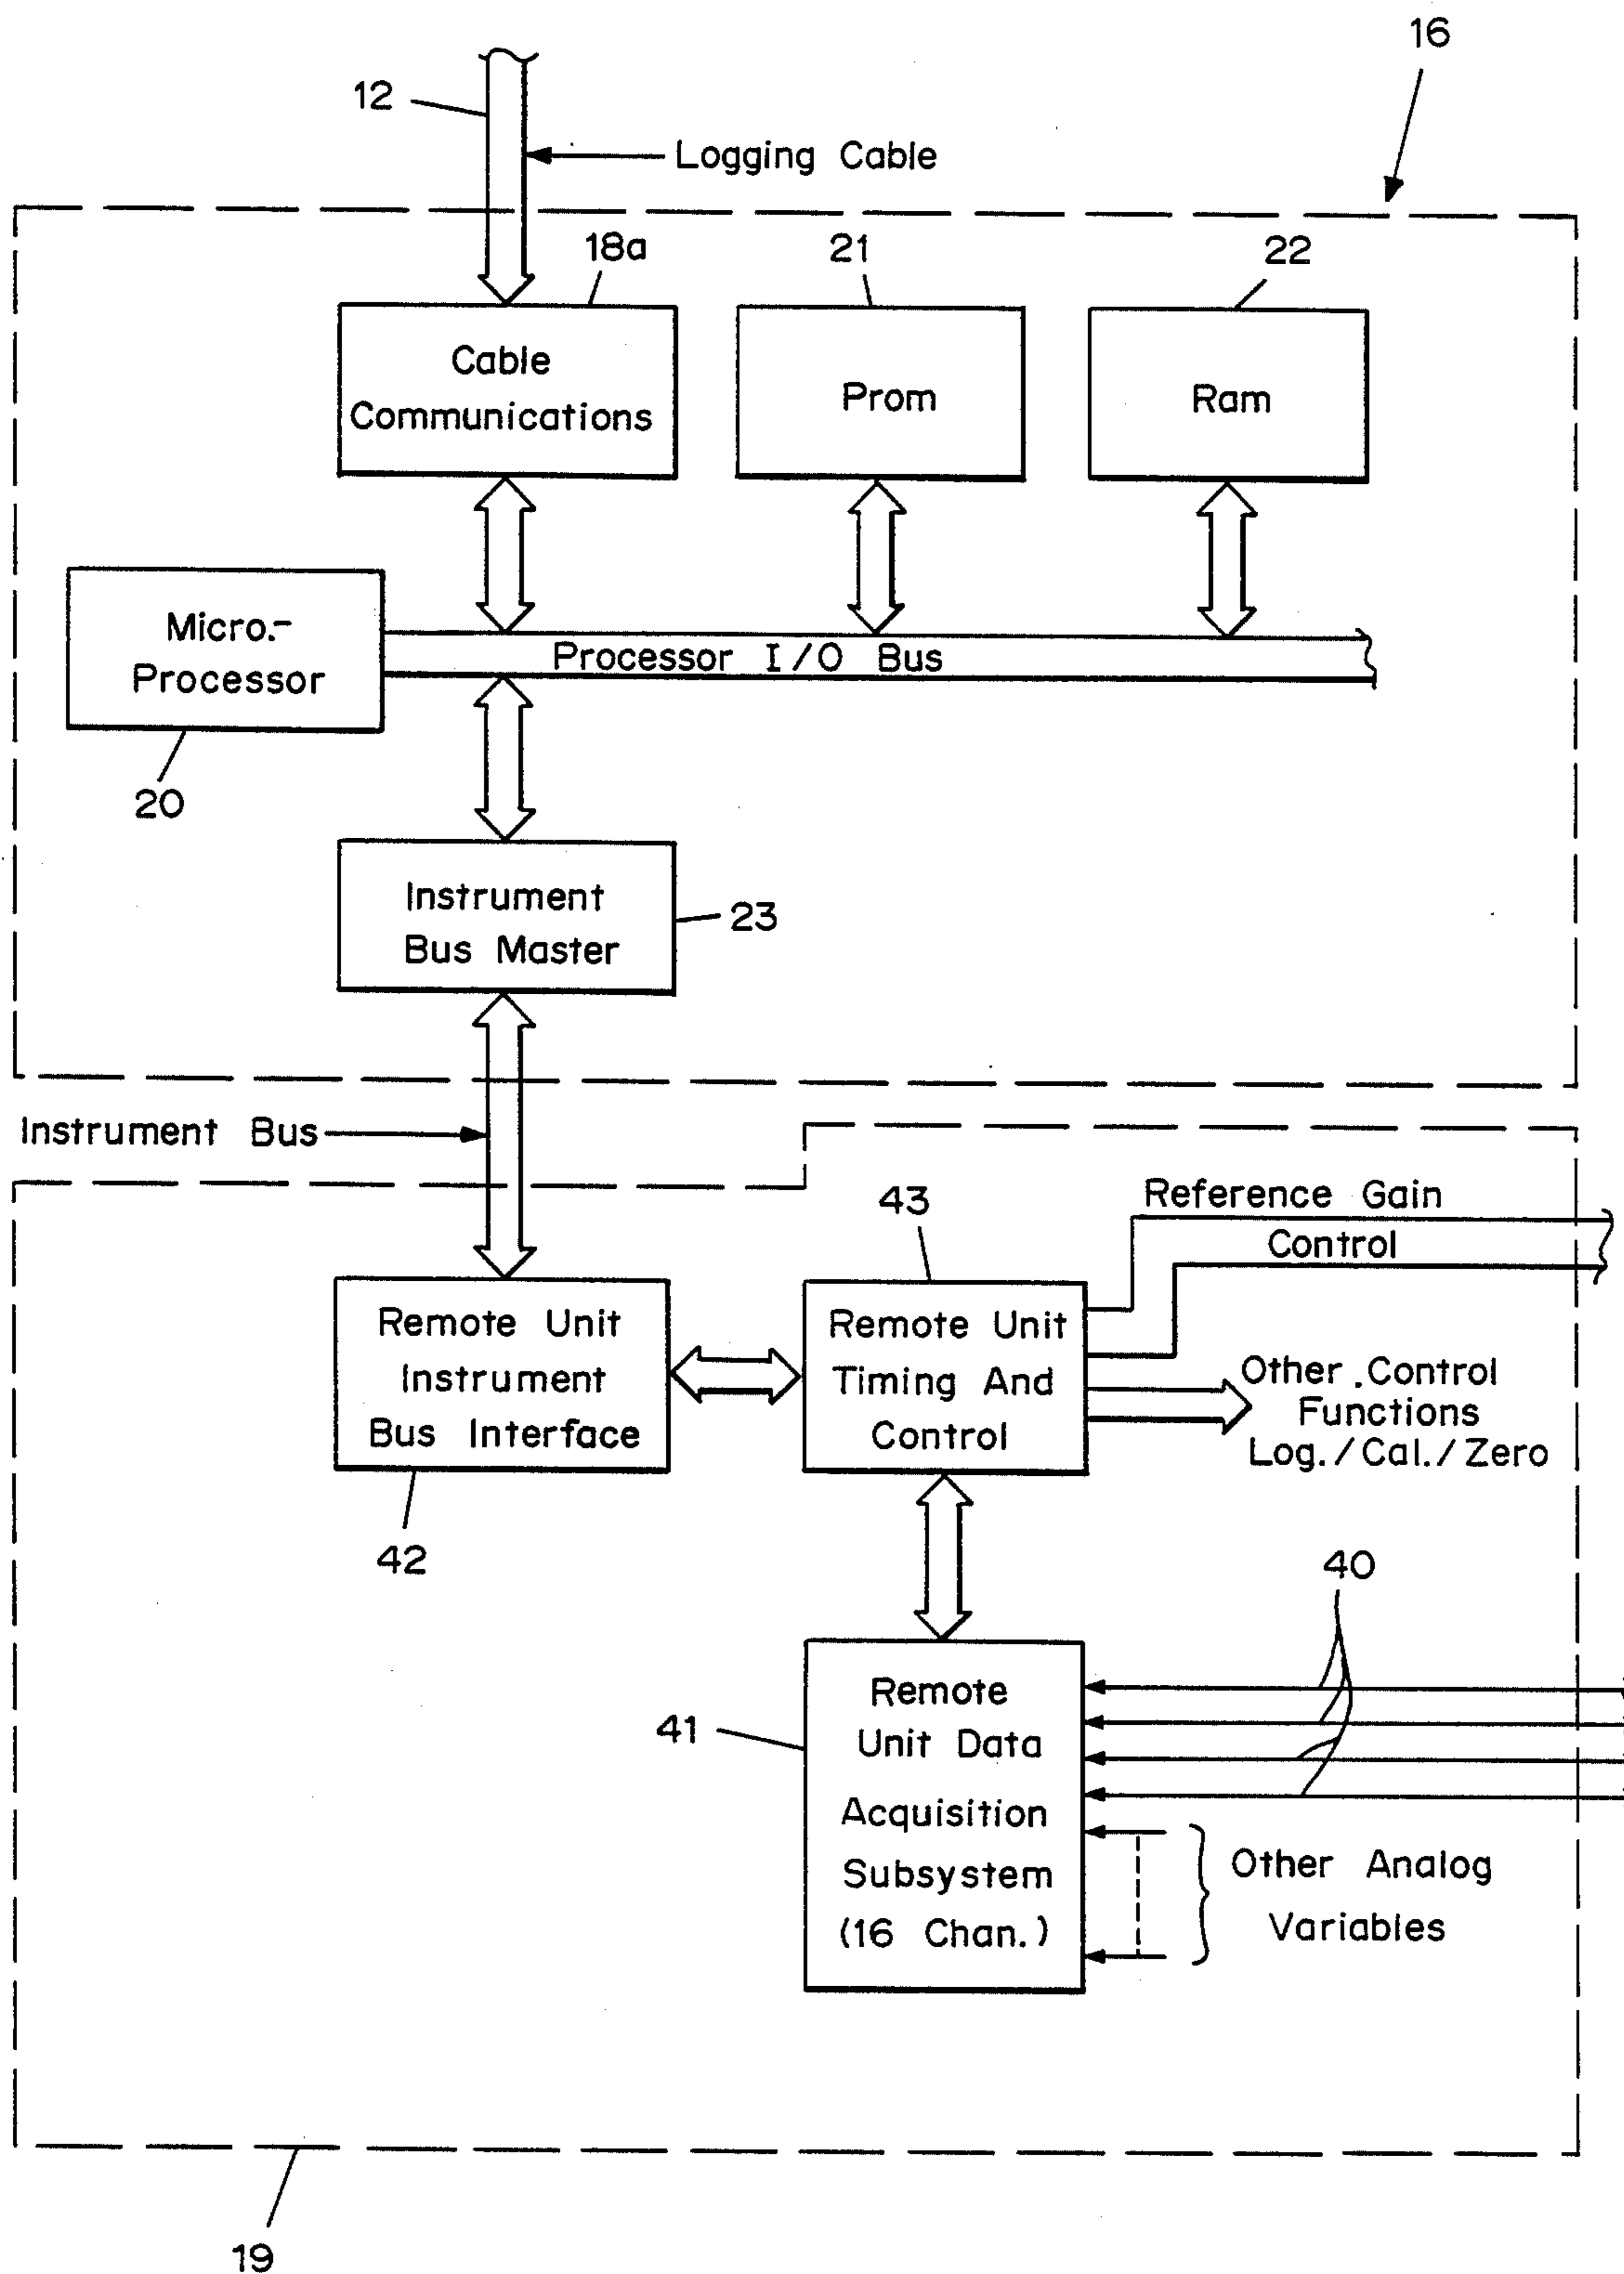 16
12
Logging Cable
18a
21
22
Cable
Communications
Prom
Ram
Micro.-
Processor
Processor I/O Bus
20
Instrument
Bus Master
23
Instrument Bus
43
Reference Gain
Control
Remote Unit
Instrument
Bus Interface
Remote Unit
Timing And
Control
Other .Control
Functions
Log./Cal./Zero
42
40
41
Remote
Unit Data
Acquisition
Subsystem
(16 Chan.)
Other Analog
Variables
19